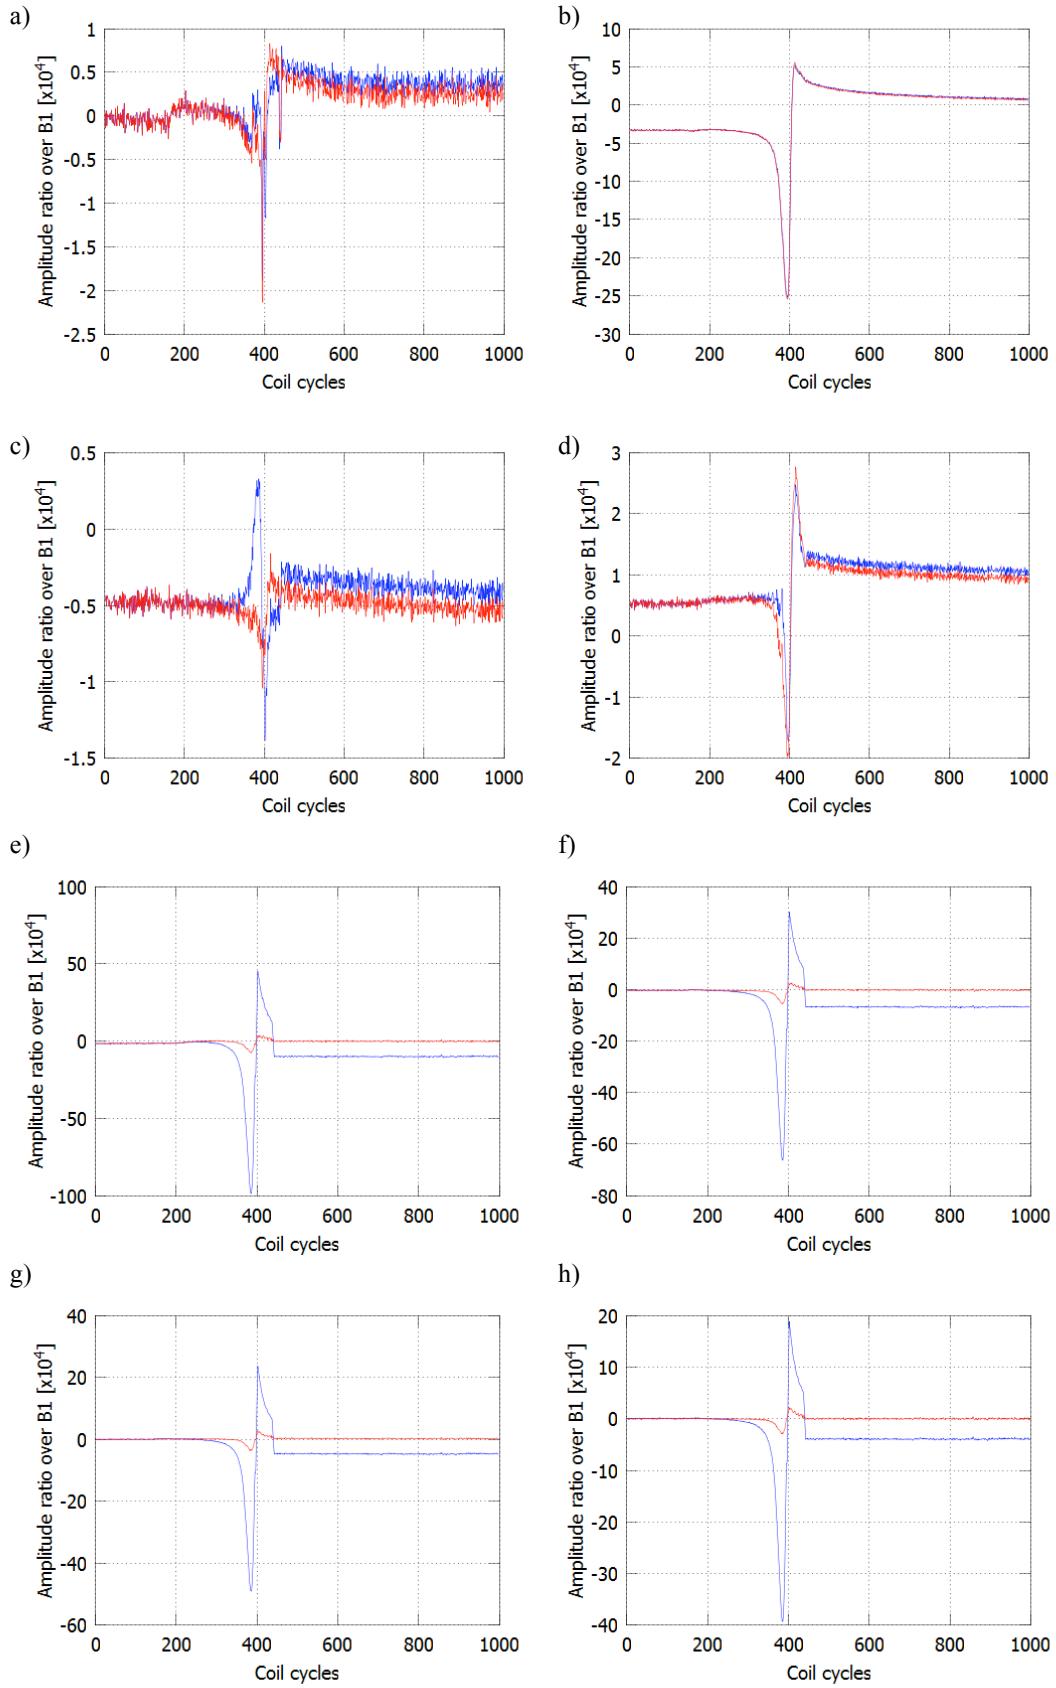 a)
Amplitude ratio over B1 [x10⁴]
1
0.5
0
-0.5
-1
-1.5
-2
-2.5
0 200 400 600 800 1000
Coil cycles
b)
Amplitude ratio over B1 [x10⁴]
10
5
0
-5
-10
-15
-20
-25
-30
0 200 400 600 800 1000
Coil cycles
c)
Amplitude ratio over B1 [x10⁴]
0.5
0
-0.5
-1
-1.5
0 200 400 600 800 1000
Coil cycles
d)
Amplitude ratio over B1 [x10⁴]
3
2
1
0
-1
-2
0 200 400 600 800 1000
Coil cycles
e)
Amplitude ratio over B1 [x10⁴]
100
50
0
-50
-100
0 200 400 600 800 1000
Coil cycles
f)
Amplitude ratio over B1 [x10⁴]
40
20
0
-20
-40
-60
-80
0 200 400 600 800 1000
Coil cycles
g)
Amplitude ratio over B1 [x10⁴]
40
20
0
-20
-40
-60
0 200 400 600 800 1000
Coil cycles
h)
Amplitude ratio over B1 [x10⁴]
20
10
0
-10
-20
-30
-40
0 200 400 600 800 1000
Coil cycles